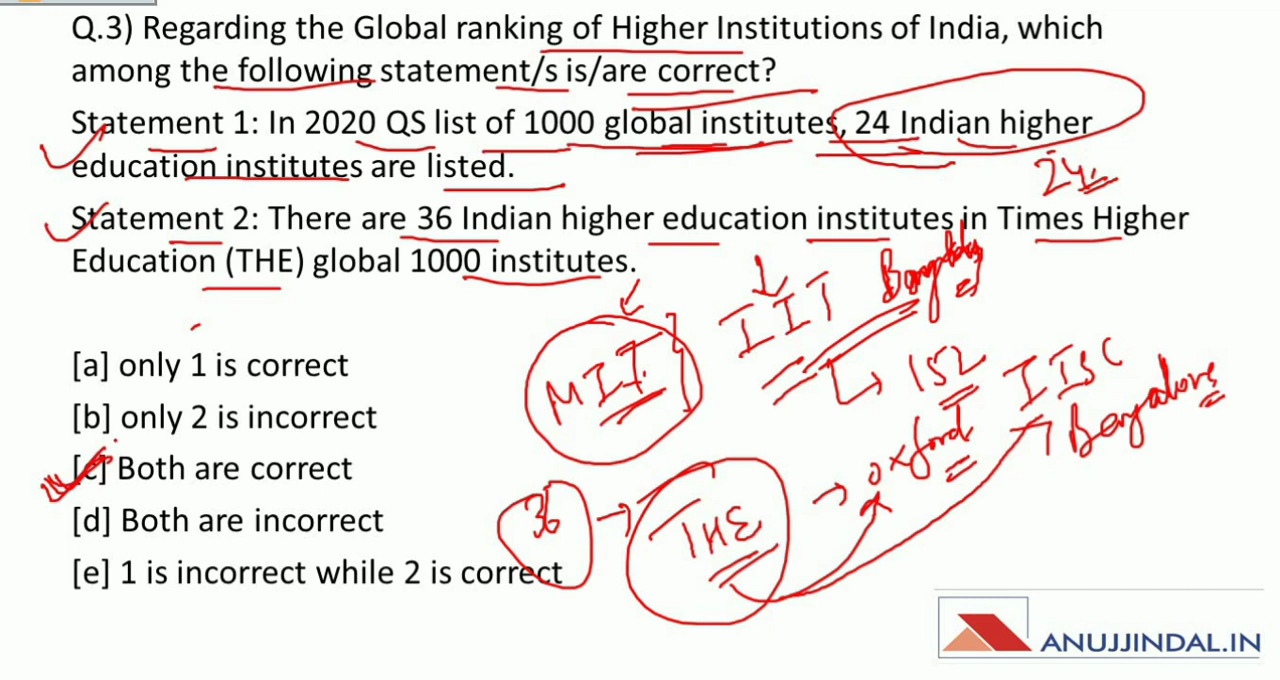 Q.3) Regarding the Global ranking of Higher Institutions of India, which
among the following statement/s is/are correct?
Statement 1: In 2020 QS list of 1000 global institutes, 24 Indian higher
education institutes are listed.
24
Statement 2: There are 36 Indian higher education institutes in Times Higher
Education (THE) global 1000 institutes.
IIT
MIT
[a] only 1 is correct
152
IISC
Bengalore
[b] only 2 is incorrect
oxford
[c] Both are correct
[d] Both are incorrect
36
THE
[e] 1 is incorrect while 2 is correct
ANUJJINDAL.IN